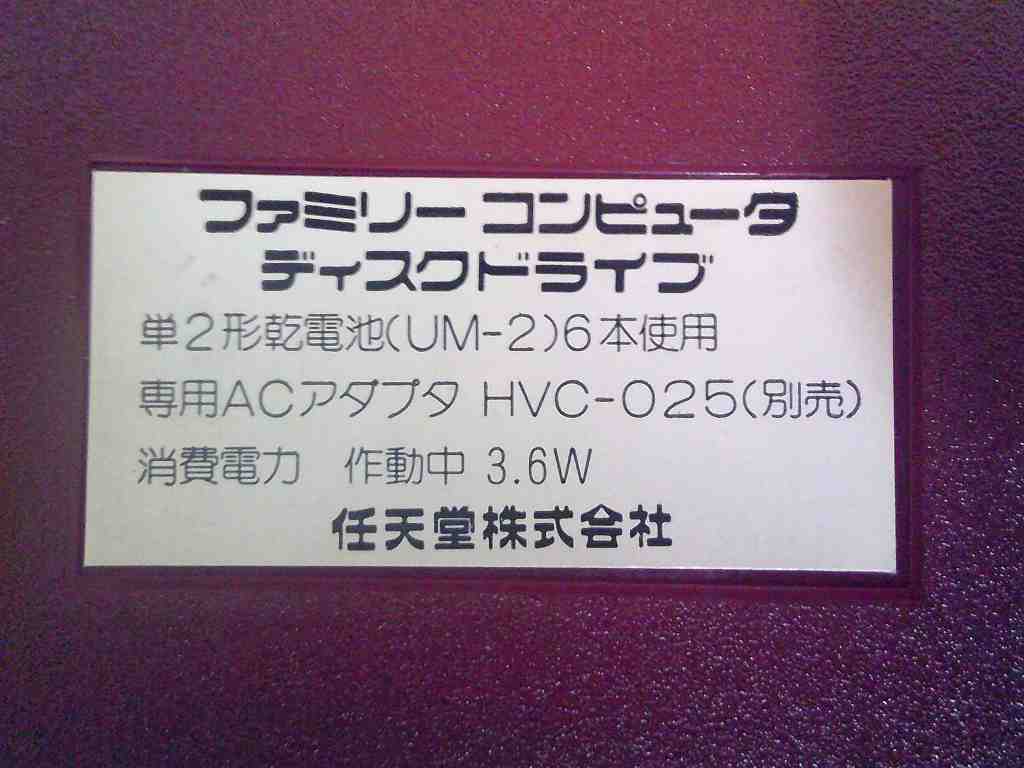 ファミリー コンピュータ
ディスクドライブ
単2形乾電池(UM-2)6本使用
専用ACアダプタ HVC-025(別売)
消費電力　作動中 3.6W
任天堂株式会社